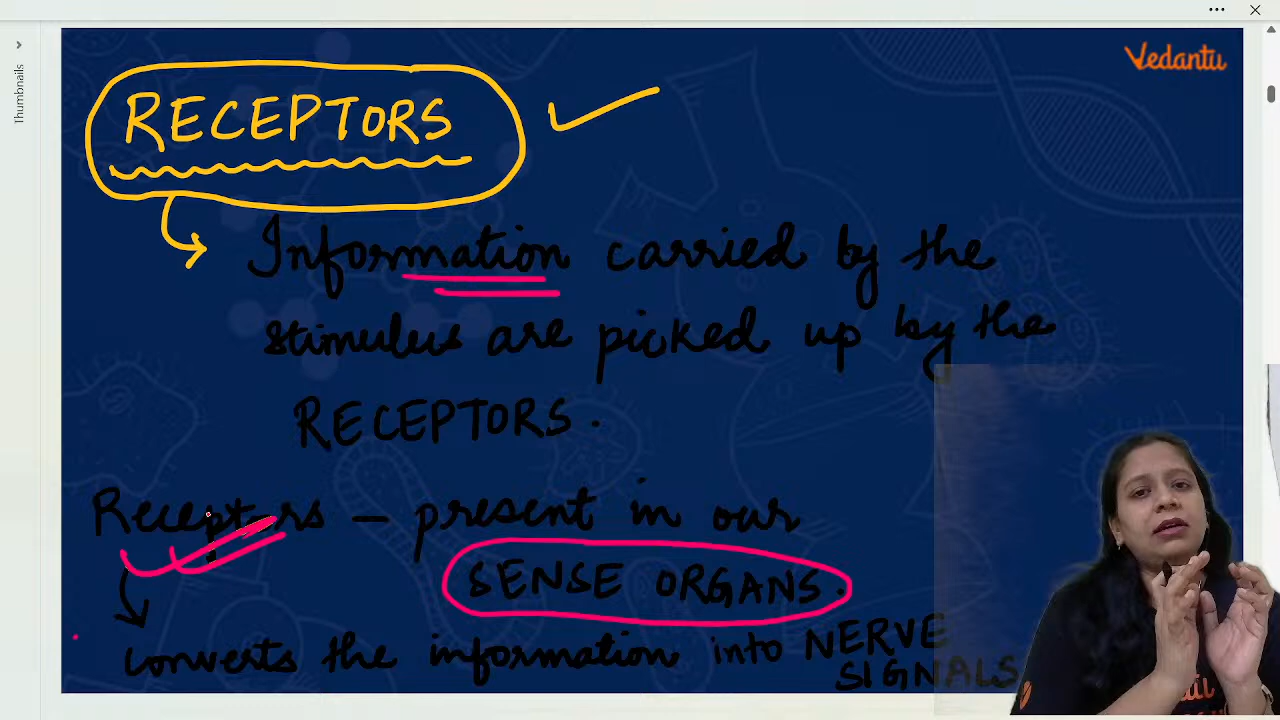 Thumbnails
Vedantu
RECEPTORS
Information carried by the
stimulus are picked up by the
RECEPTORS.
Receptors – present in our
SENSE ORGANS.
converts the information into NERVE
SIGNALS